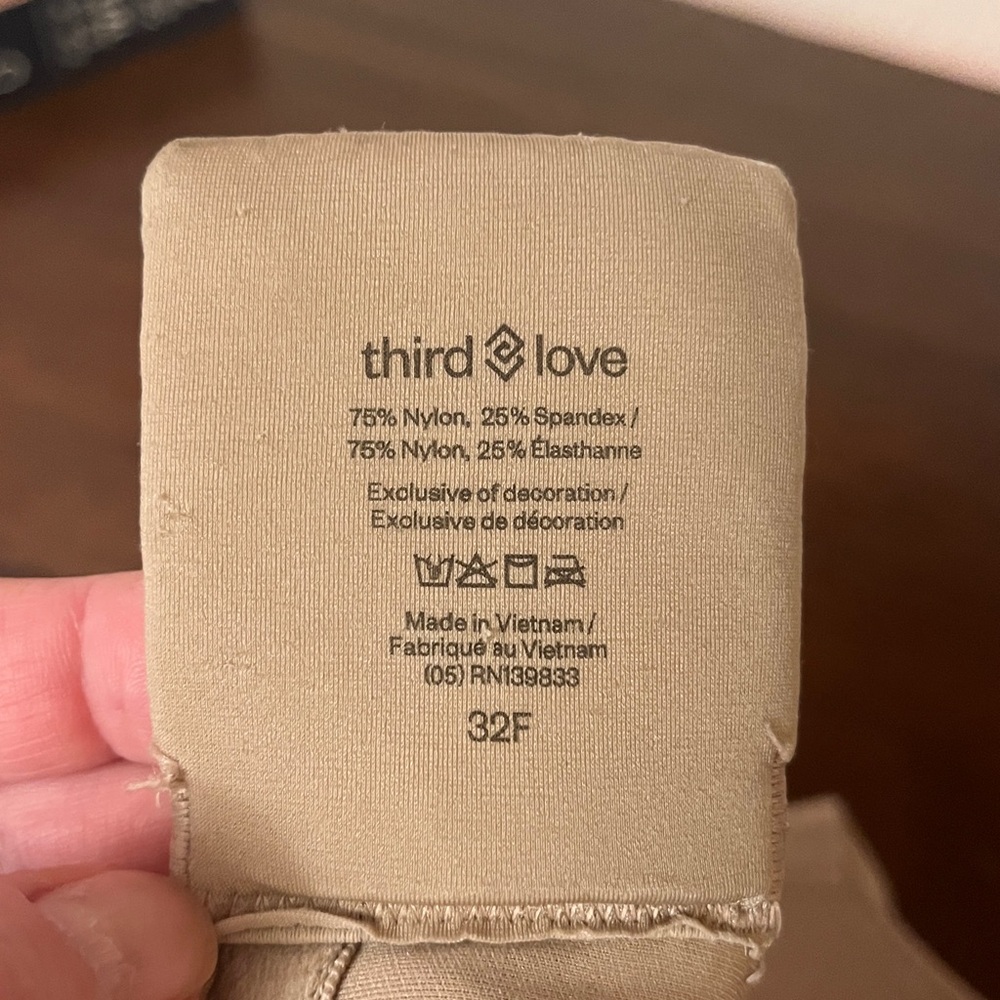 third love
75% Nylon, 25% Spandex /
75% Nylon, 25% Élasthanne
Exclusive of decoration /
Exclusive de décoration
Made in Vietnam /
Fabriqué au Vietnam
(05) RN139833
32F